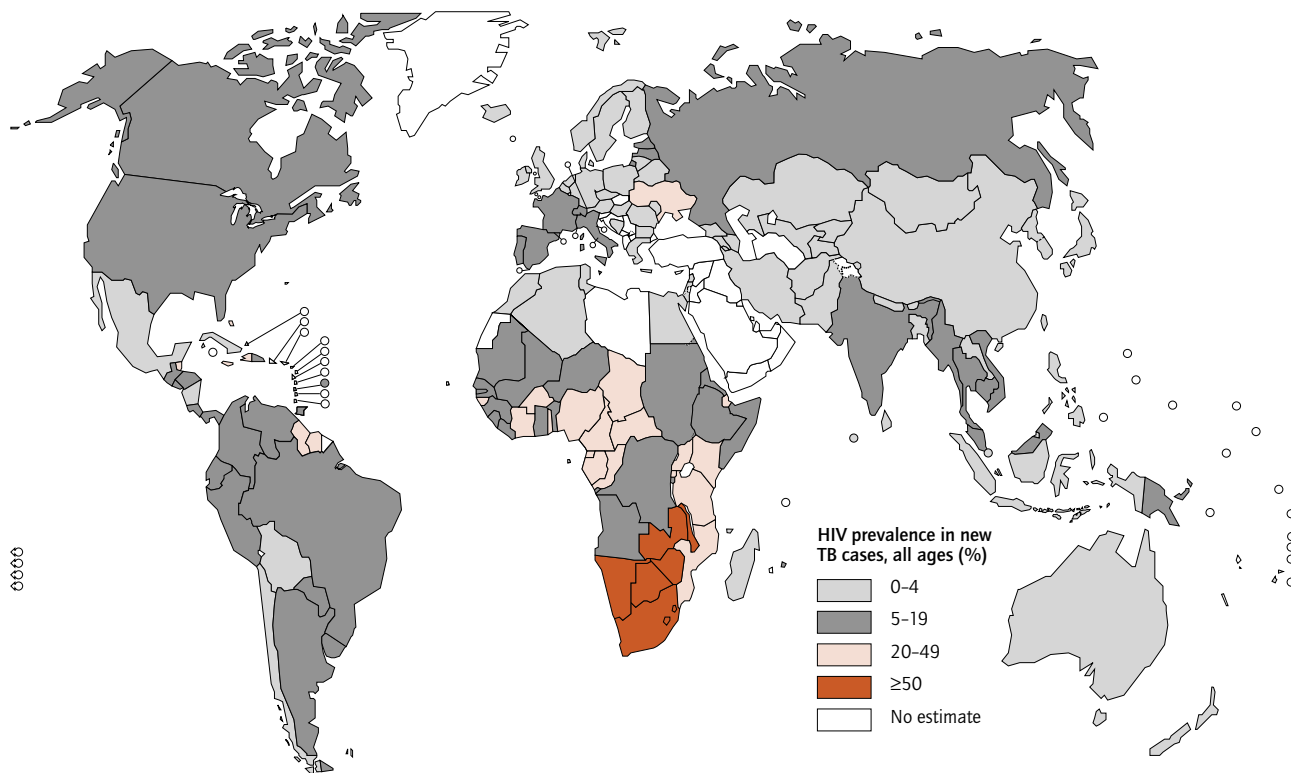 HIV prevalence in new
TB cases, all ages (%)
0–4
5–19
20–49
≥50
No estimate